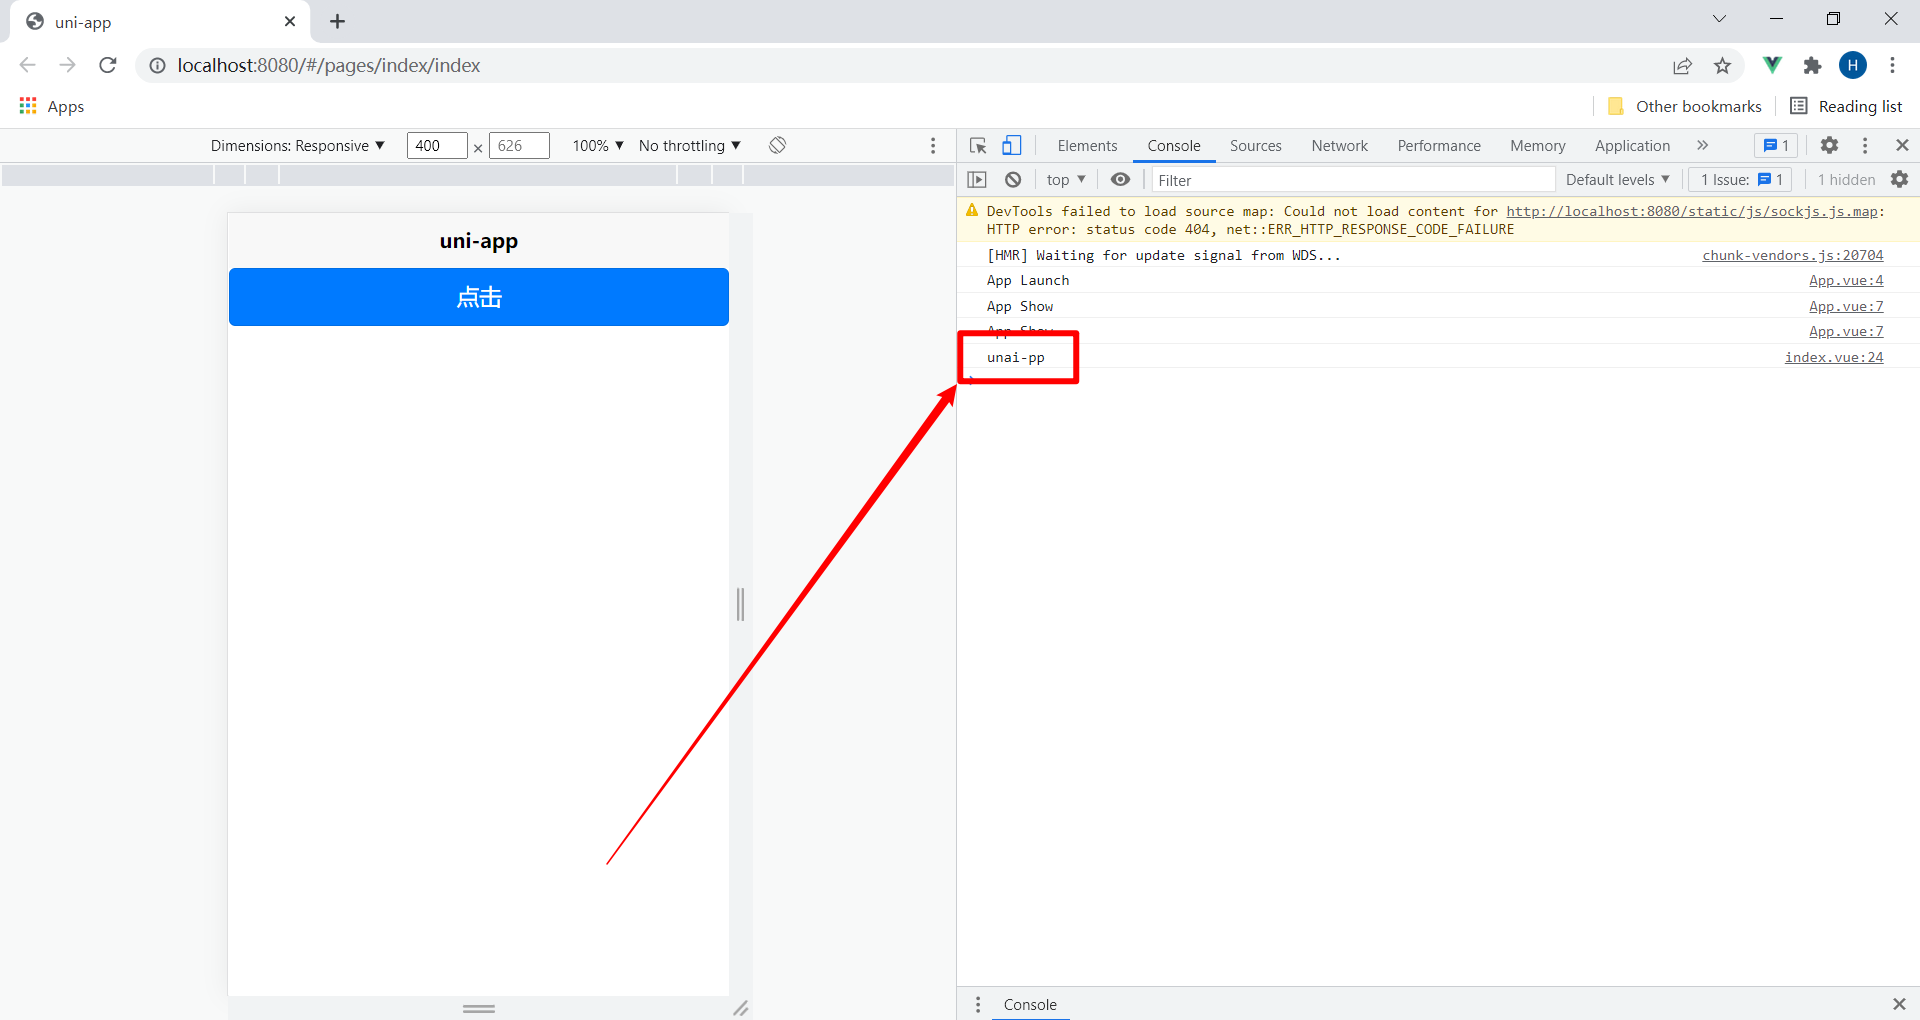 uni-app
localhost:8080/#/pages/index/index
H
Apps
Other bookmarks
Reading list
Dimensions: Responsive ▼ 400 × 626 100% ▼ No throttling ▼
Elements Console Sources Network Performance Memory Application 1
top ▼ Filter Default levels ▼ 1 Issue: 1 1 hidden
uni-app
点击
DevTools failed to load source map: Could not load content for http://localhost:8080/static/js/sockjs.js.map:
HTTP error: status code 404, net::ERR_HTTP_RESPONSE_CODE_FAILURE
[HMR] Waiting for update signal from WDS... chunk-vendors.js:20704
App Launch App.vue:4
App Show App.vue:7
App Show App.vue:7
unai-pp index.vue:24
Console